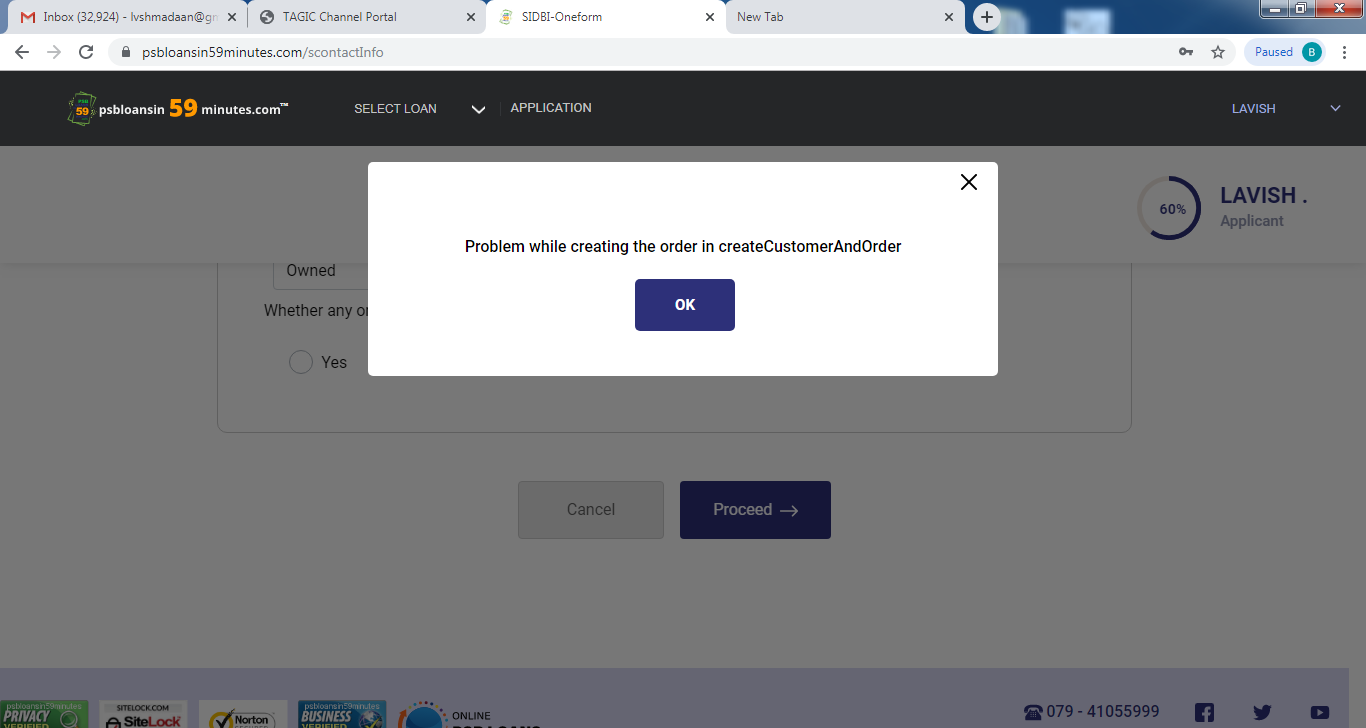 Inbox (32,924) - lvshmadaan@gm
TAGIC Channel Portal
SIDBI-Oneform
New Tab
psbloansin59minutes.com/scontactInfo
Paused
B
PSB
59
psbloansin 59 minutes.com™
SELECT LOAN
APPLICATION
LAVISH
60%
LAVISH .
Applicant
Problem while creating the order in createCustomerAndOrder
OK
Owned
Whether any or
Yes
Cancel
Proceed
psbloansin59minutes
PRIVACY
VERIFIED
SITELOCK.COM
SiteLock
Norton
psbloansin59minutes
BUSINESS
VERIFIED
ONLINE
079 - 41055999